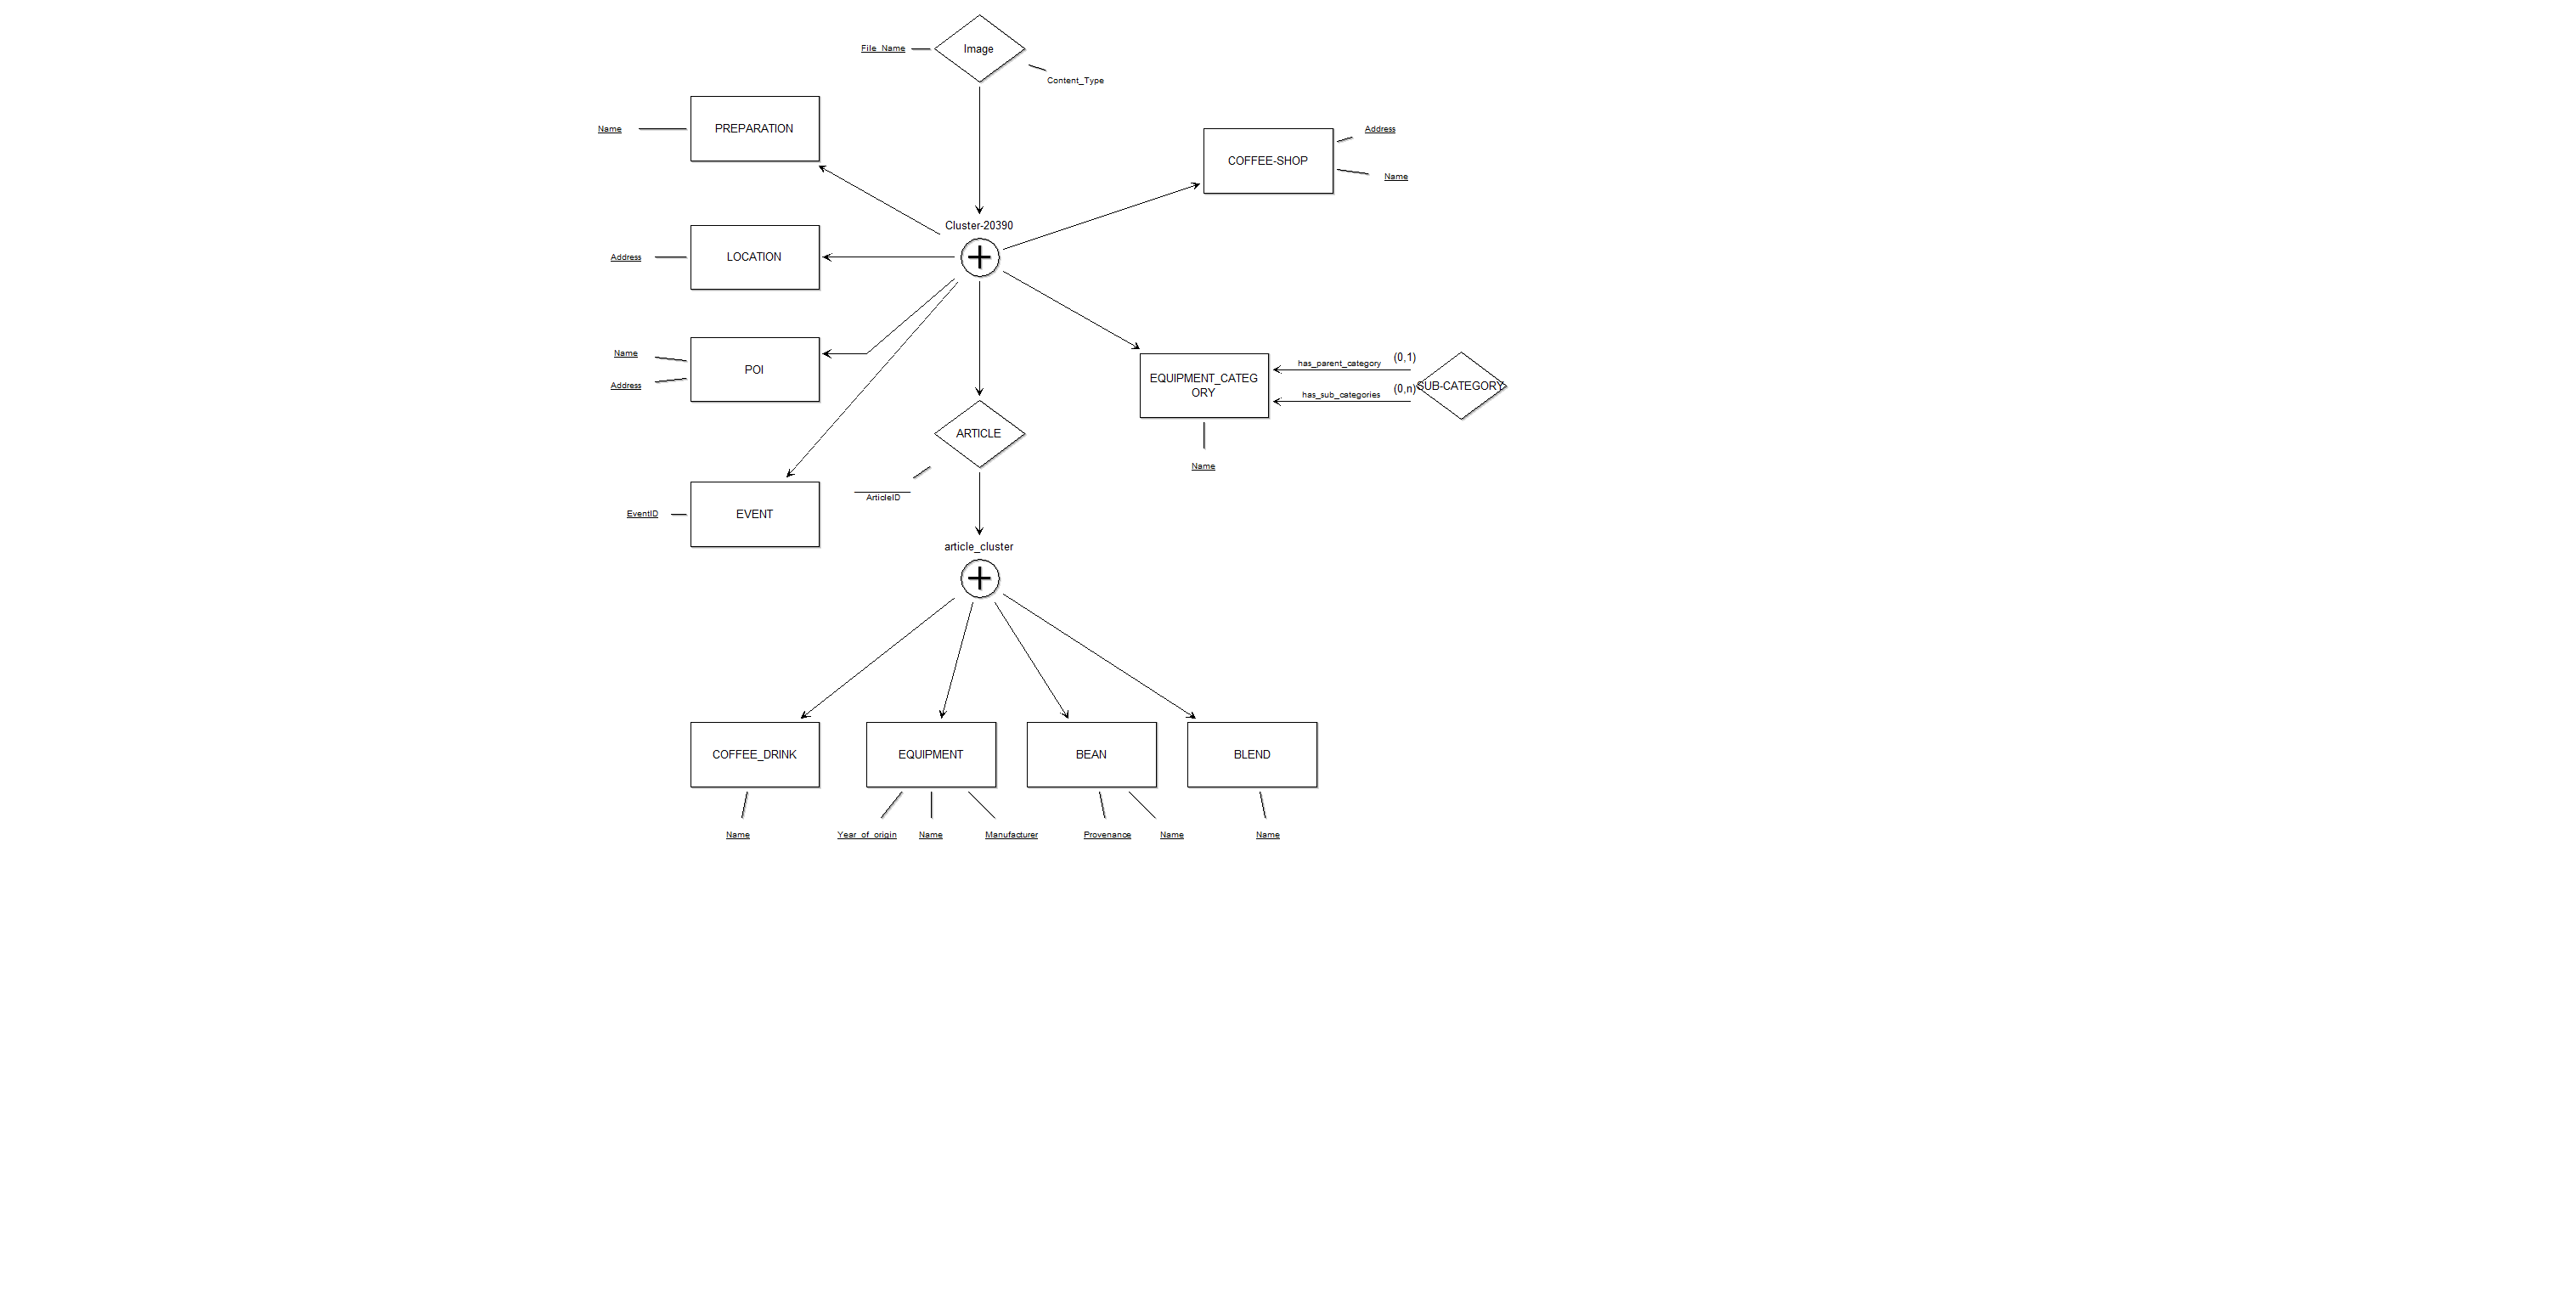 File_Name
Image
Content_Type
PREPARATION
Name
COFFEE-SHOP
Address
Name
Cluster-20390
Address
LOCATION
Name
Address
POI
EQUIPMENT_CATEG
ORY
has_parent_category
(0,1)
has_sub_categories
(0,n)
SUB-CATEGORY
Name
ARTICLE
ArticleID
EventID
EVENT
article_cluster
COFFEE_DRINK
EQUIPMENT
BEAN
BLEND
Name
Year_of_origin
Name
Manufacturer
Provenance
Name
Name